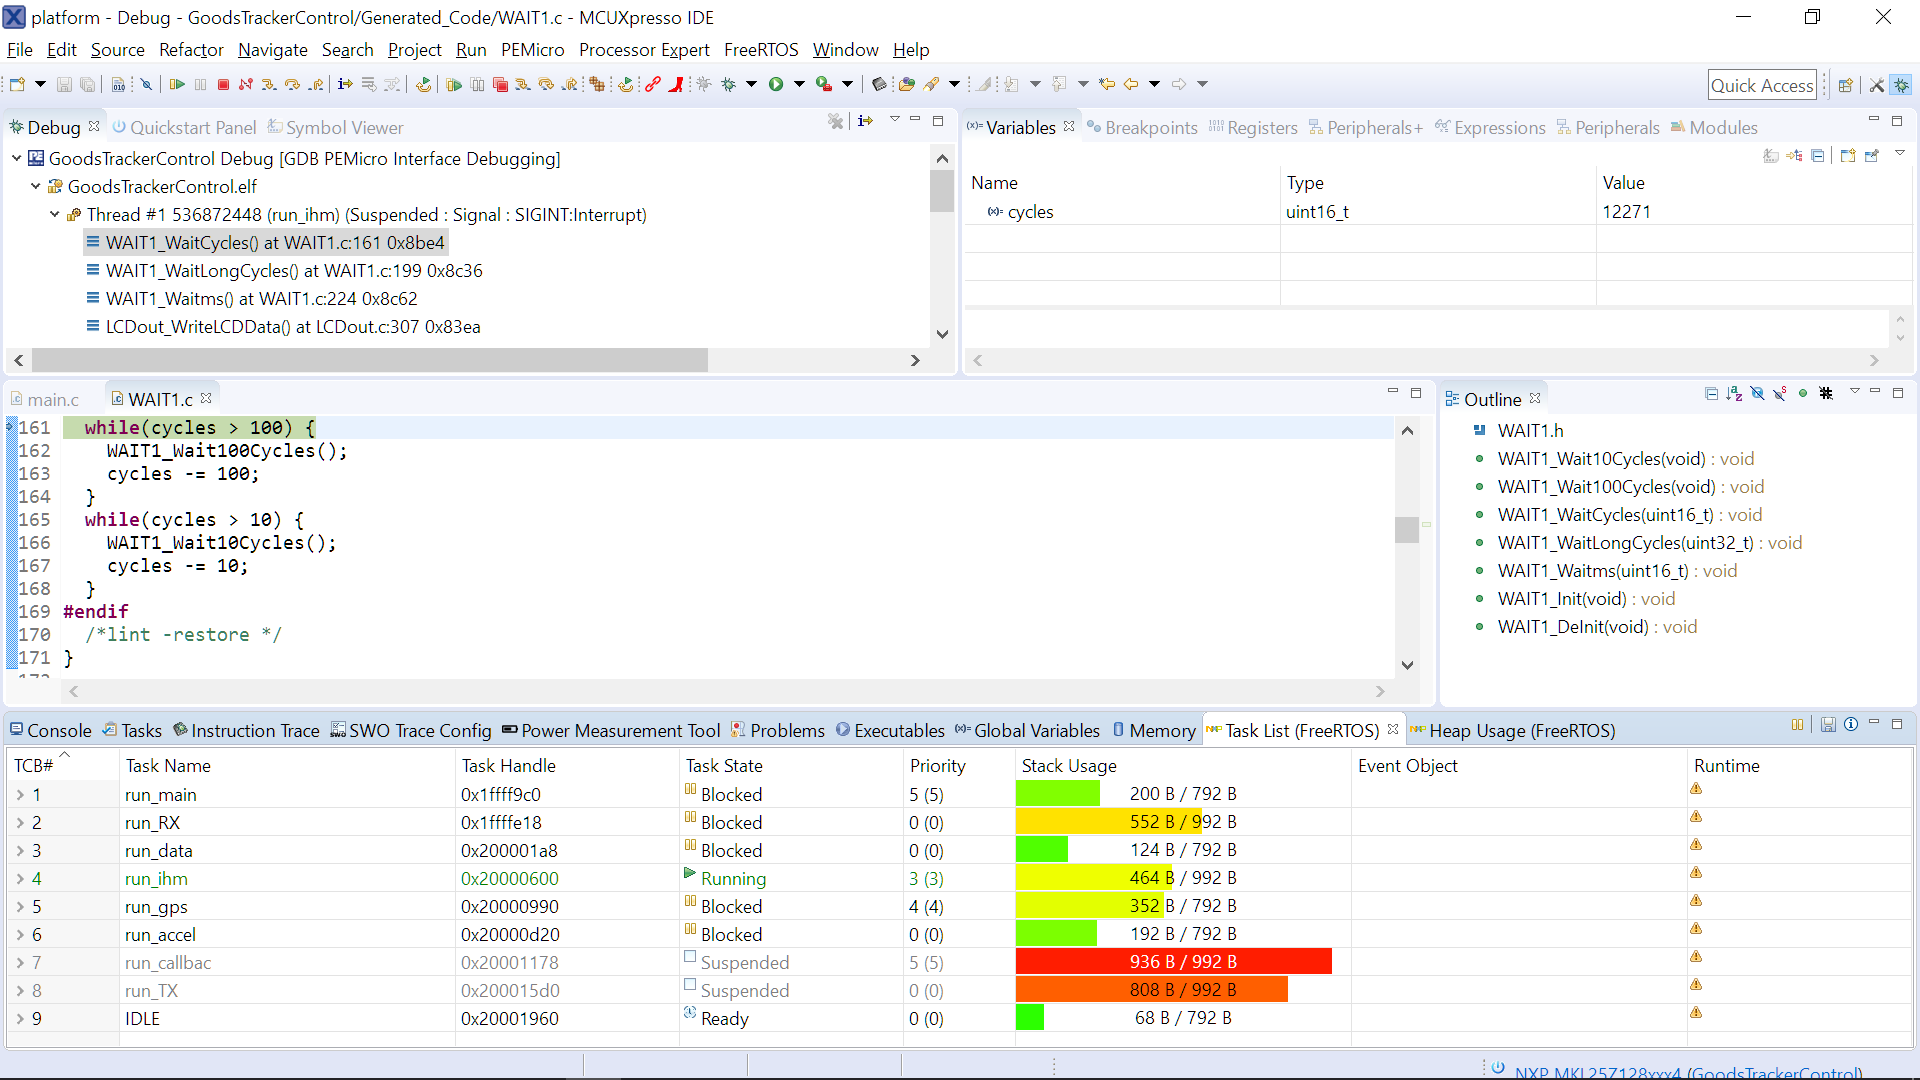 platform - Debug - GoodsTrackerControl/Generated_Code/WAIT1.c - MCUXpresso IDE
File Edit Source Refactor Navigate Search Project Run PEMicro Processor Expert FreeRTOS Window Help
Quick Access
Debug Quickstart Panel Symbol Viewer
GoodsTrackerControl Debug [GDB PEMicro Interface Debugging]
GoodsTrackerControl.elf
Thread #1 536872448 (run_ihm) (Suspended : Signal : SIGINT:Interrupt)
WAIT1_WaitCycles() at WAIT1.c:161 0x8be4
WAIT1_WaitLongCycles() at WAIT1.c:199 0x8c36
WAIT1_Waitms() at WAIT1.c:224 0x8c62
LCDout_WriteLCDData() at LCDout.c:307 0x83ea
Variables Breakpoints Registers Peripherals+ Expressions Peripherals Modules
Name Type Value
cycles uint16_t 12271
main.c WAIT1.c
161 while(cycles > 100) {
162 WAIT1_Wait100Cycles();
163 cycles -= 100;
164 }
165 while(cycles > 10) {
166 WAIT1_Wait10Cycles();
167 cycles -= 10;
168 }
169 #endif
170 /*lint -restore */
171 }
Outline
WAIT1.h
WAIT1_Wait10Cycles(void) : void
WAIT1_Wait100Cycles(void) : void
WAIT1_WaitCycles(uint16_t) : void
WAIT1_WaitLongCycles(uint32_t) : void
WAIT1_Waitms(uint16_t) : void
WAIT1_Init(void) : void
WAIT1_DeInit(void) : void
Console Tasks Instruction Trace SWO Trace Config Power Measurement Tool Problems Executables Global Variables Memory Task List (FreeRTOS) Heap Usage (FreeRTOS)
TCB# Task Name Task Handle Task State Priority Stack Usage Event Object Runtime
1 run_main 0x1ffff9c0 Blocked 5 (5) 200 B / 792 B
2 run_RX 0x1ffffe18 Blocked 0 (0) 552 B / 992 B
3 run_data 0x200001a8 Blocked 0 (0) 124 B / 792 B
4 run_ihm 0x20000600 Running 3 (3) 464 B / 992 B
5 run_gps 0x20000990 Blocked 4 (4) 352 B / 792 B
6 run_accel 0x20000d20 Blocked 0 (0) 192 B / 792 B
7 run_callbac 0x20001178 Suspended 5 (5) 936 B / 992 B
8 run_TX 0x200015d0 Suspended 0 (0) 808 B / 992 B
9 IDLE 0x20001960 Ready 0 (0) 68 B / 792 B
NXP MKL25Z128xxx4 (GoodsTrackerControl)